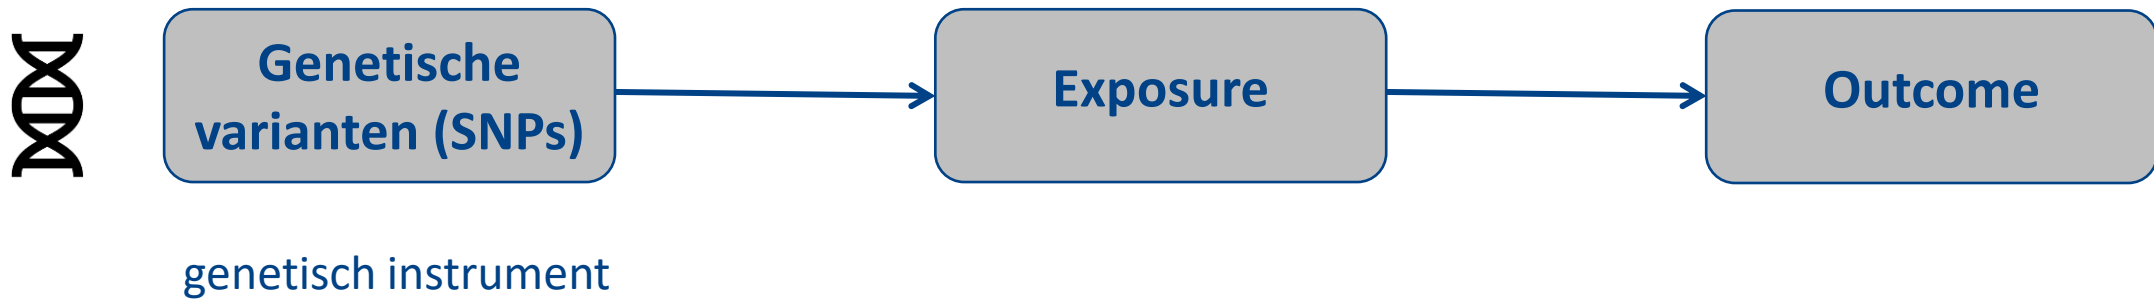 Genetische
varianten (SNPs)
Exposure
Outcome
genetisch instrument